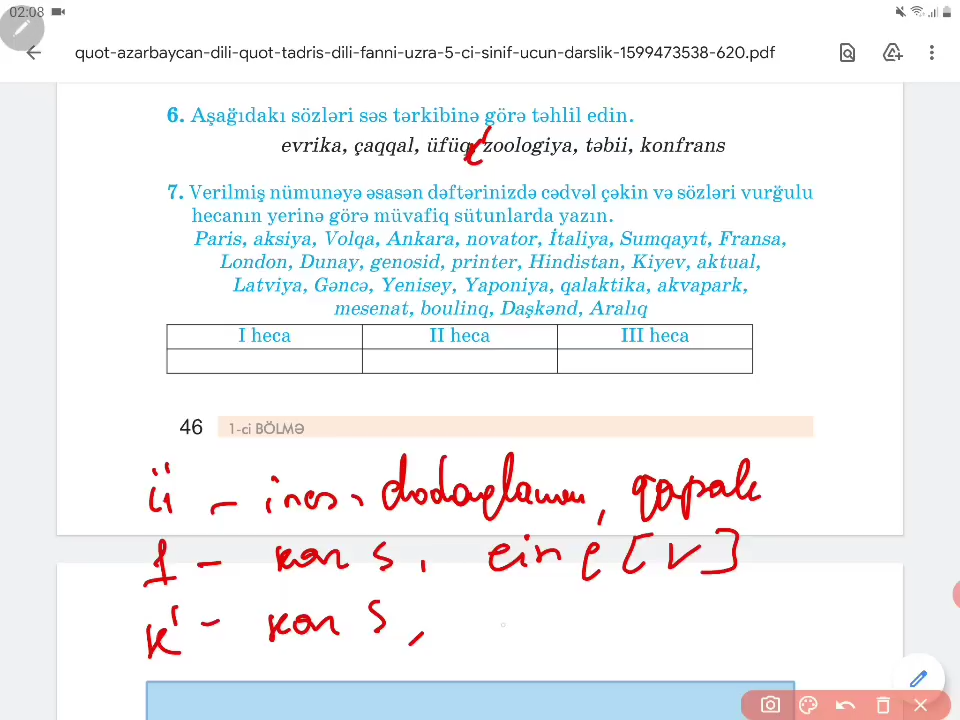 02:08
quot-azarbaycan-dili-quot-tadris-dili-fanni-uzra-5-ci-sinif-ucun-darslik-1599473538-620.pdf
6. Aşağıdakı sözləri səs tərkibinə görə təhlil edin.
evrika, çaqqal, üfüq, zoologiya, təbii, konfrans
7. Verilmiş nümunəyə əsasən dəftərinizdə cədvəl çəkin və sözləri vurğulu
hecanın yerinə görə müvafiq sütunlarda yazın.
Paris, aksiya, Volqa, Ankara, novator, İtaliya, Sumqayıt, Fransa,
London, Dunay, genosid, printer, Hindistan, Kiyev, aktual,
Latviya, Gəncə, Yenisey, Yaponiya, qalaktika, akvapark,
mesenat, boulinq, Daşkənd, Aralıq
I heca II heca III heca
46 1-ci BÖLMƏ
ü - dodaqlanan, qapalı
f - kar s, [v]
k' - kar s,